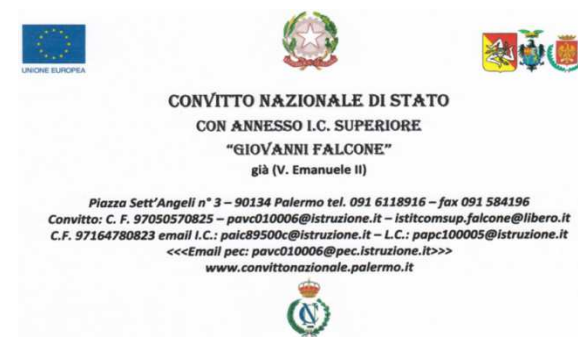 UNIONE EUROPEA
CONVITTO NAZIONALE DI STATO
CON ANNESSO I.C. SUPERIORE
"GIOVANNI FALCONE"
già (V. Emanuele II)
Piazza Sett'Angeli n° 3 – 90134 Palermo tel. 091 6118916 – fax 091 584196
Convitto: C. F. 97050570825 – pavc010006@istruzione.it – istitcomsup.falcone@libero.it
C.F. 97164780823 email I.C.: paic89500c@istruzione.it – L.C.: papc100005@istruzione.it
<<<Email pec: pavc010006@pec.istruzione.it>>>
www.convittonazionale.palermo.it